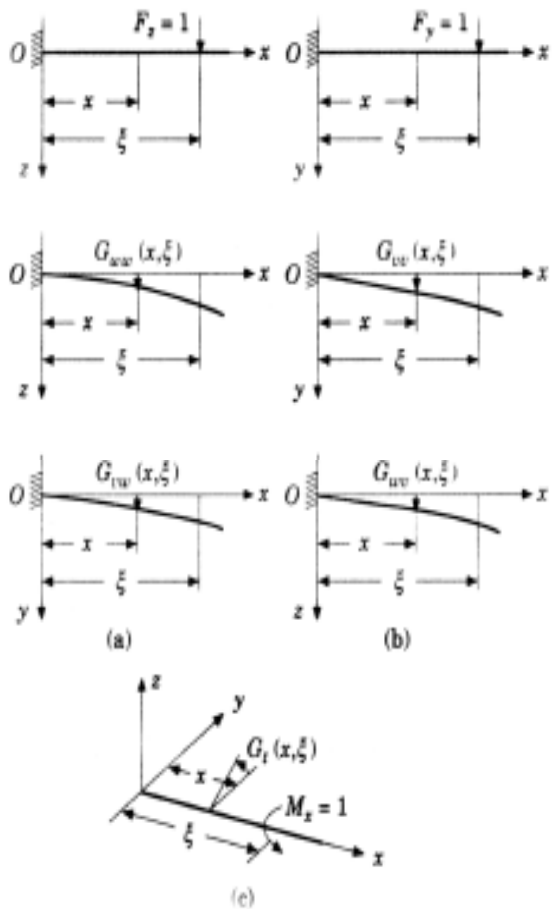 F_z = 1
O x
x
ξ
z
F_y = 1
O x
x
ξ
y
G_ww (x,ξ)
O x
x
ξ
z
G_vv (x,ξ)
O x
x
ξ
y
G_vw (x,ξ)
O x
x
ξ
y
(a)
G_wv (x,ξ)
O x
x
ξ
z
(b)
z
y
G_t (x,ξ)
x
M_x = 1
ξ
x
(c)